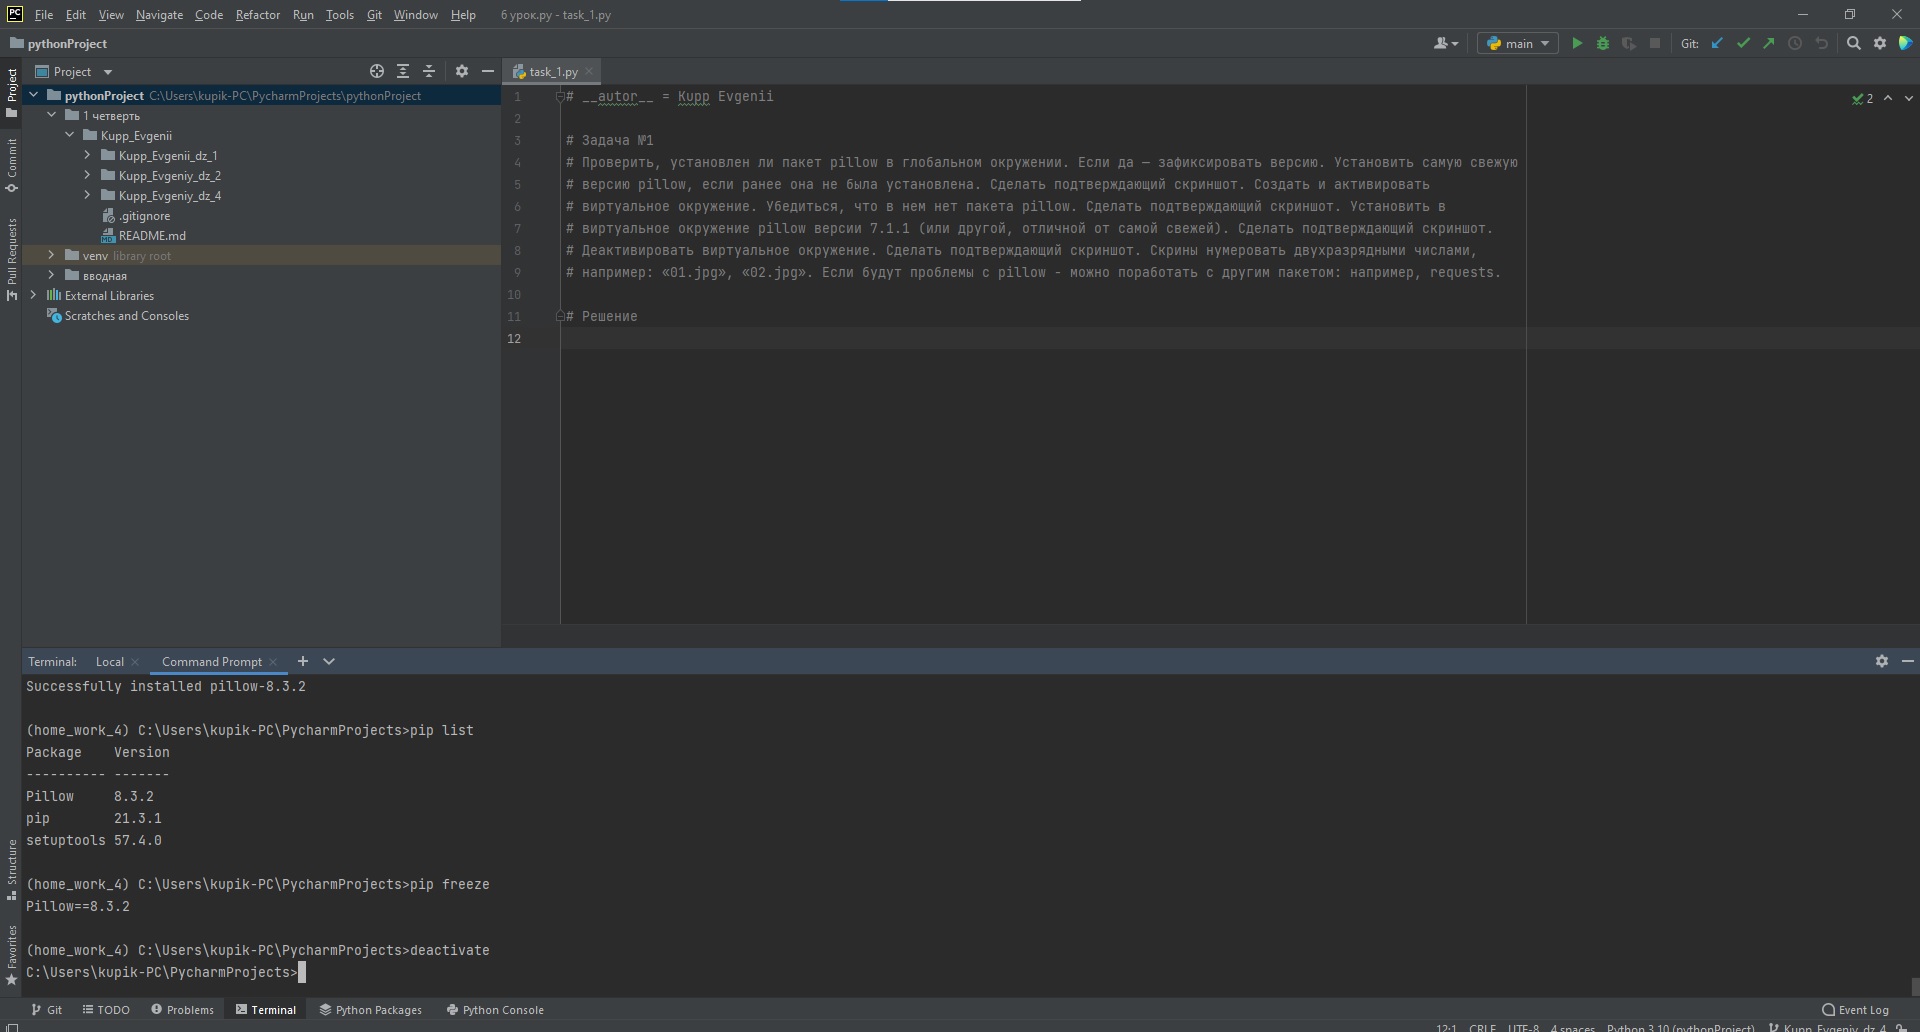 PC File Edit View Navigate Code Refactor Run Tools Git Window Help 6 урок.py - task_1.py
pythonProject main Git:
Project task_1.py
Project
Commit
Pull Requests
Structure
Favorites
pythonProject C:\Users\kupik-PC\PycharmProjects\pythonProject
1 четверть
Kupp_Evgenii
Kupp_Evgenii_dz_1
Kupp_Evgeniy_dz_2
Kupp_Evgeniy_dz_4
.gitignore
README.md
venv library root
вводная
External Libraries
Scratches and Consoles
1 # __autor__ = Kupp Evgenii
2
3 # Задача №1
4 # Проверить, установлен ли пакет pillow в глобальном окружении. Если да — зафиксировать версию. Установить самую свежую
5 # версию pillow, если ранее она не была установлена. Сделать подтверждающий скриншот. Создать и активировать
6 # виртуальное окружение. Убедиться, что в нем нет пакета pillow. Сделать подтверждающий скриншот. Установить в
7 # виртуальное окружение pillow версии 7.1.1 (или другой, отличной от самой свежей). Сделать подтверждающий скриншот.
8 # Деактивировать виртуальное окружение. Сделать подтверждающий скриншот. Скрины нумеровать двухразрядными числами,
9 # например: «01.jpg», «02.jpg». Если будут проблемы с pillow - можно поработать с другим пакетом: например, requests.
10
11 # Решение
12
2
Terminal: Local Command Prompt
Successfully installed pillow-8.3.2
(home_work_4) C:\Users\kupik-PC\PycharmProjects>pip list
Package Version
---------- -------
Pillow 8.3.2
pip 21.3.1
setuptools 57.4.0
(home_work_4) C:\Users\kupik-PC\PycharmProjects>pip freeze
Pillow==8.3.2
(home_work_4) C:\Users\kupik-PC\PycharmProjects>deactivate
C:\Users\kupik-PC\PycharmProjects>
Git TODO Problems Terminal Python Packages Python Console Event Log
12:1 CRLF UTF-8 4 spaces Python 3.10 (pythonProject) Kupp_Evgeniy_dz_4